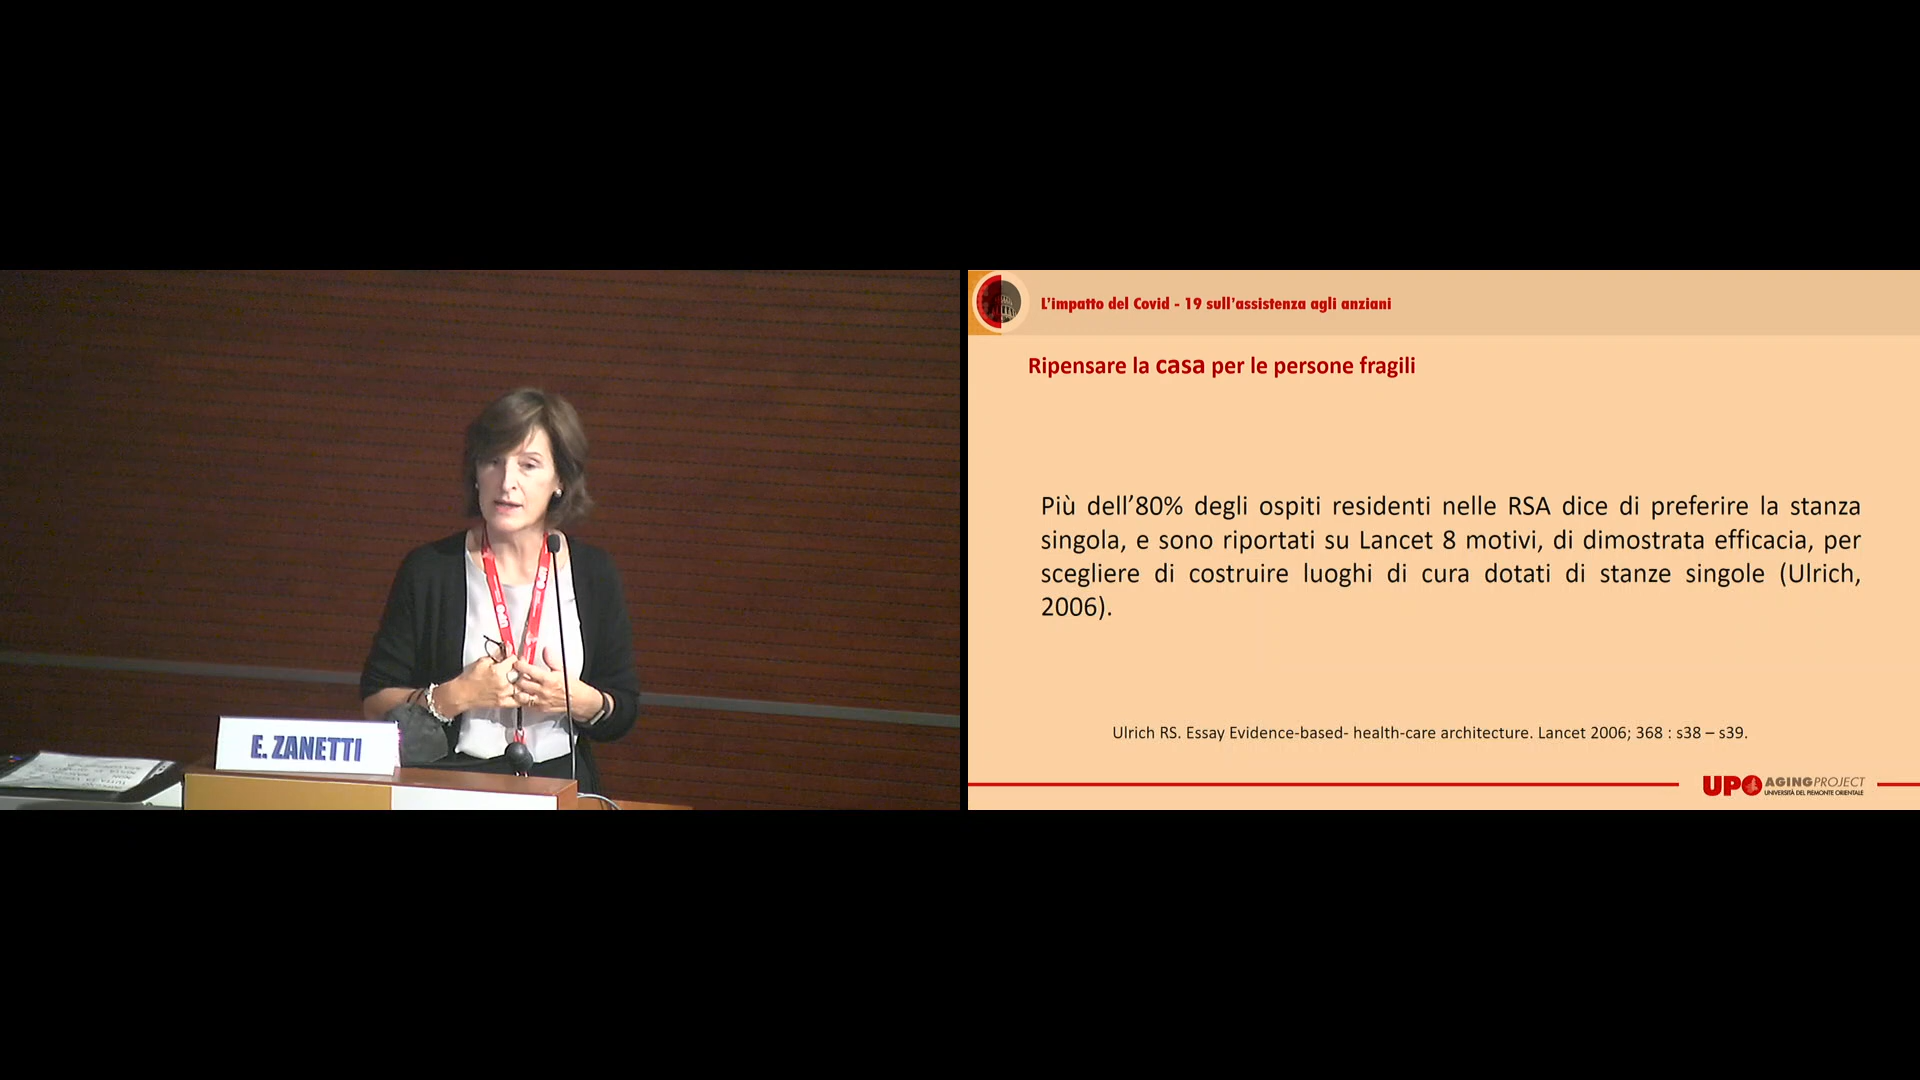 E. ZANETTI
L'impatto del Covid - 19 sull'assistenza agli anziani
Ripensare la casa per le persone fragili
Più dell'80% degli ospiti residenti nelle RSA dice di preferire la stanza
singola, e sono riportati su Lancet 8 motivi, di dimostrata efficacia, per
scegliere di costruire luoghi di cura dotati di stanze singole (Ulrich,
2006).
Ulrich RS. Essay Evidence-based- health-care architecture. Lancet 2006; 368 : s38 – s39.
UPO AGINGPROJECT
UNIVERSITÀ DEL PIEMONTE ORIENTALE